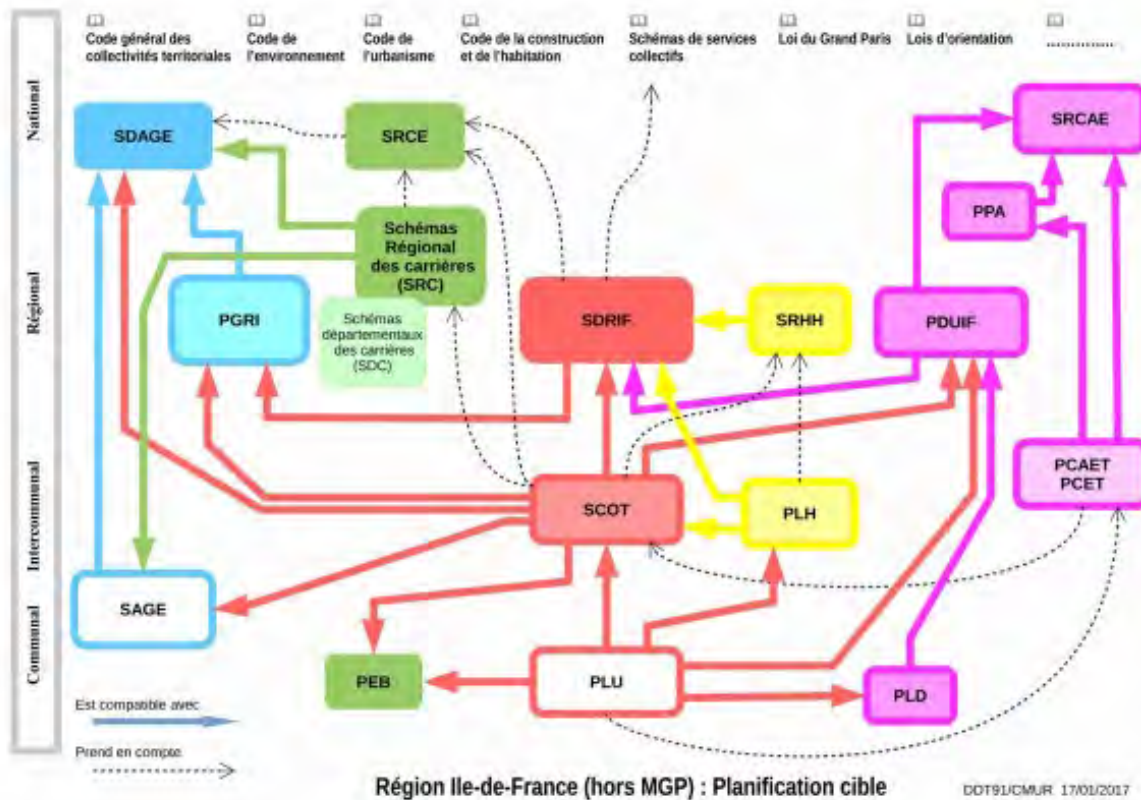 Code général des
collectivités territoriales
Code de
l'environnement
Code de
l'urbanisme
Code de la construction
et de l'habitation
Schémas de services
collectifs
Loi du Grand Paris
Lois d'orientation
....................
National
Régional
Intercommunal
Communal
SDAGE
SRCE
SRCAE
PPA
Schémas
Régional
des carrières
(SRC)
Schémas
départementaux
des carrières
(SDC)
PGRI
SDRIF
SRHH
PDUIF
SCOT
PLH
PCAET
PCET
SAGE
PEB
PLU
PLD
Est compatible avec
Prend en compte
Région Ile-de-France (hors MGP) : Planification cible
DDT91/CMUR 17/01/2017